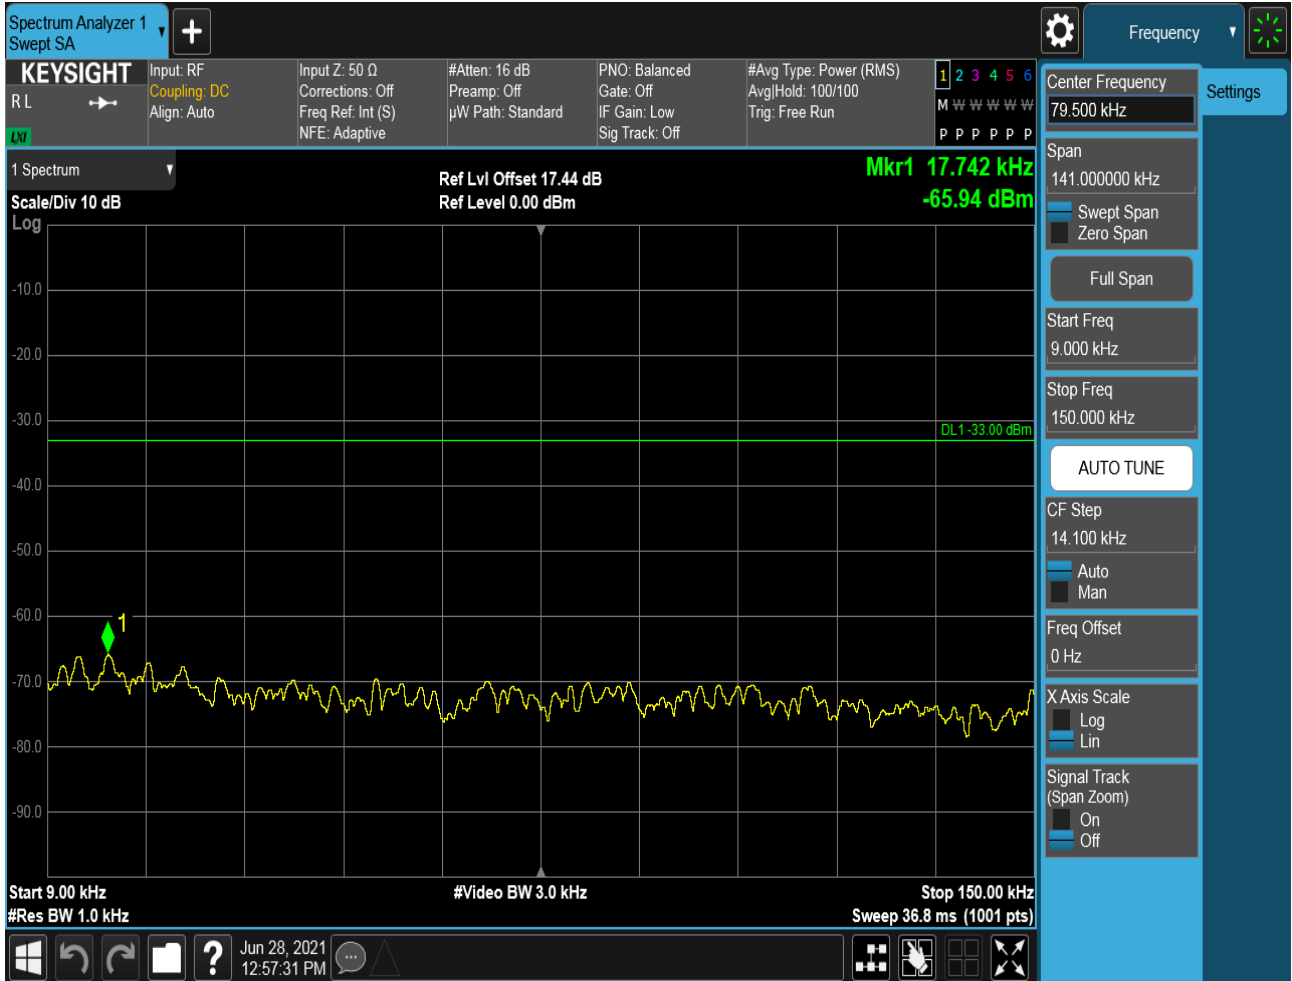 Spectrum Analyzer 1
Swept SA
Frequency
KEYSIGHT
R L
LXI
Input: RF
Coupling: DC
Align: Auto
Input Z: 50 Ω
Corrections: Off
Freq Ref: Int (S)
NFE: Adaptive
#Atten: 16 dB
Preamp: Off
µW Path: Standard
PNO: Balanced
Gate: Off
IF Gain: Low
Sig Track: Off
#Avg Type: Power (RMS)
Avg|Hold: 100/100
Trig: Free Run
1 2 3 4 5 6
M W W W W W
P P P P P P
1 Spectrum
Scale/Div 10 dB
Log
Ref Lvl Offset 17.44 dB
Ref Level 0.00 dBm
Mkr1 17.742 kHz
-65.94 dBm
-10.0
-20.0
-30.0
DL1 -33.00 dBm
-40.0
-50.0
-60.0
1
-70.0
-80.0
-90.0
Start 9.00 kHz
#Res BW 1.0 kHz
#Video BW 3.0 kHz
Stop 150.00 kHz
Sweep 36.8 ms (1001 pts)
?
Jun 28, 2021
12:57:31 PM
Center Frequency
79.500 kHz
Span
141.000000 kHz
Swept Span
Zero Span
Full Span
Start Freq
9.000 kHz
Stop Freq
150.000 kHz
AUTO TUNE
CF Step
14.100 kHz
Auto
Man
Freq Offset
0 Hz
X Axis Scale
Log
Lin
Signal Track
(Span Zoom)
On
Off
Settings